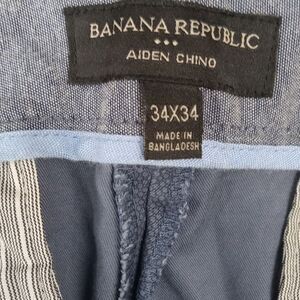 BANANA REPUBLIC
AIDEN CHINO
34X34
MADE IN
BANGLADESH